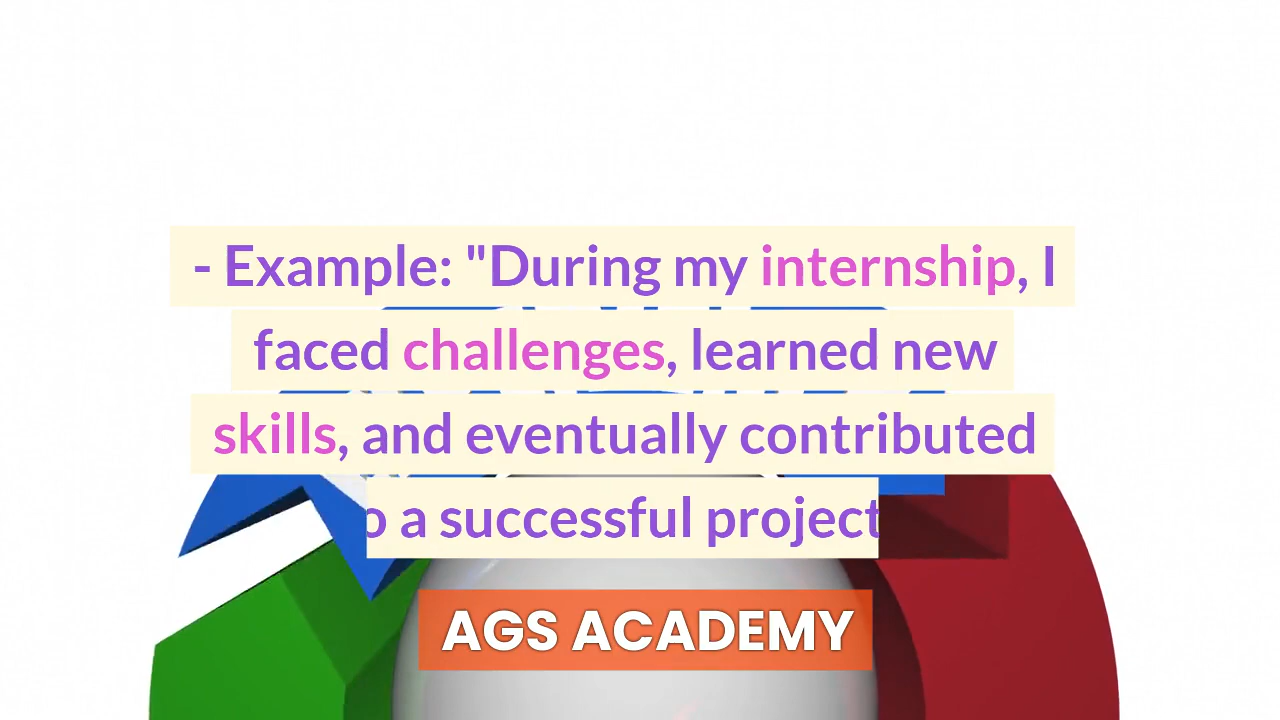 - Example: "During my internship, I
faced challenges, learned new
skills, and eventually contributed
a successful project
AGS ACADEMY